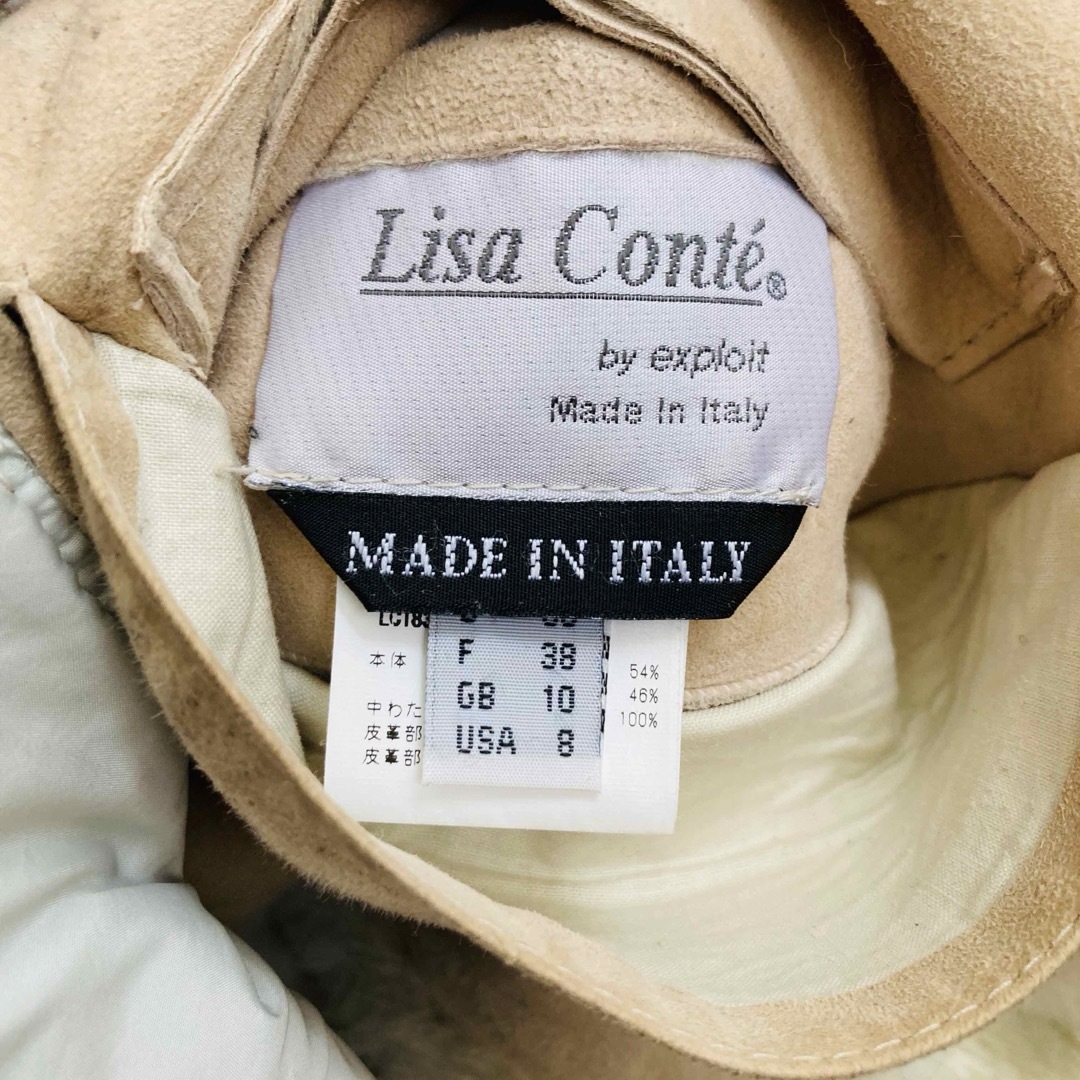 Lisa Conté®
by exploit
Made in Italy
MADE IN ITALY
F 38
GB 10
USA 8
本体
中わた
皮革部
皮革部
54%
46%
100%